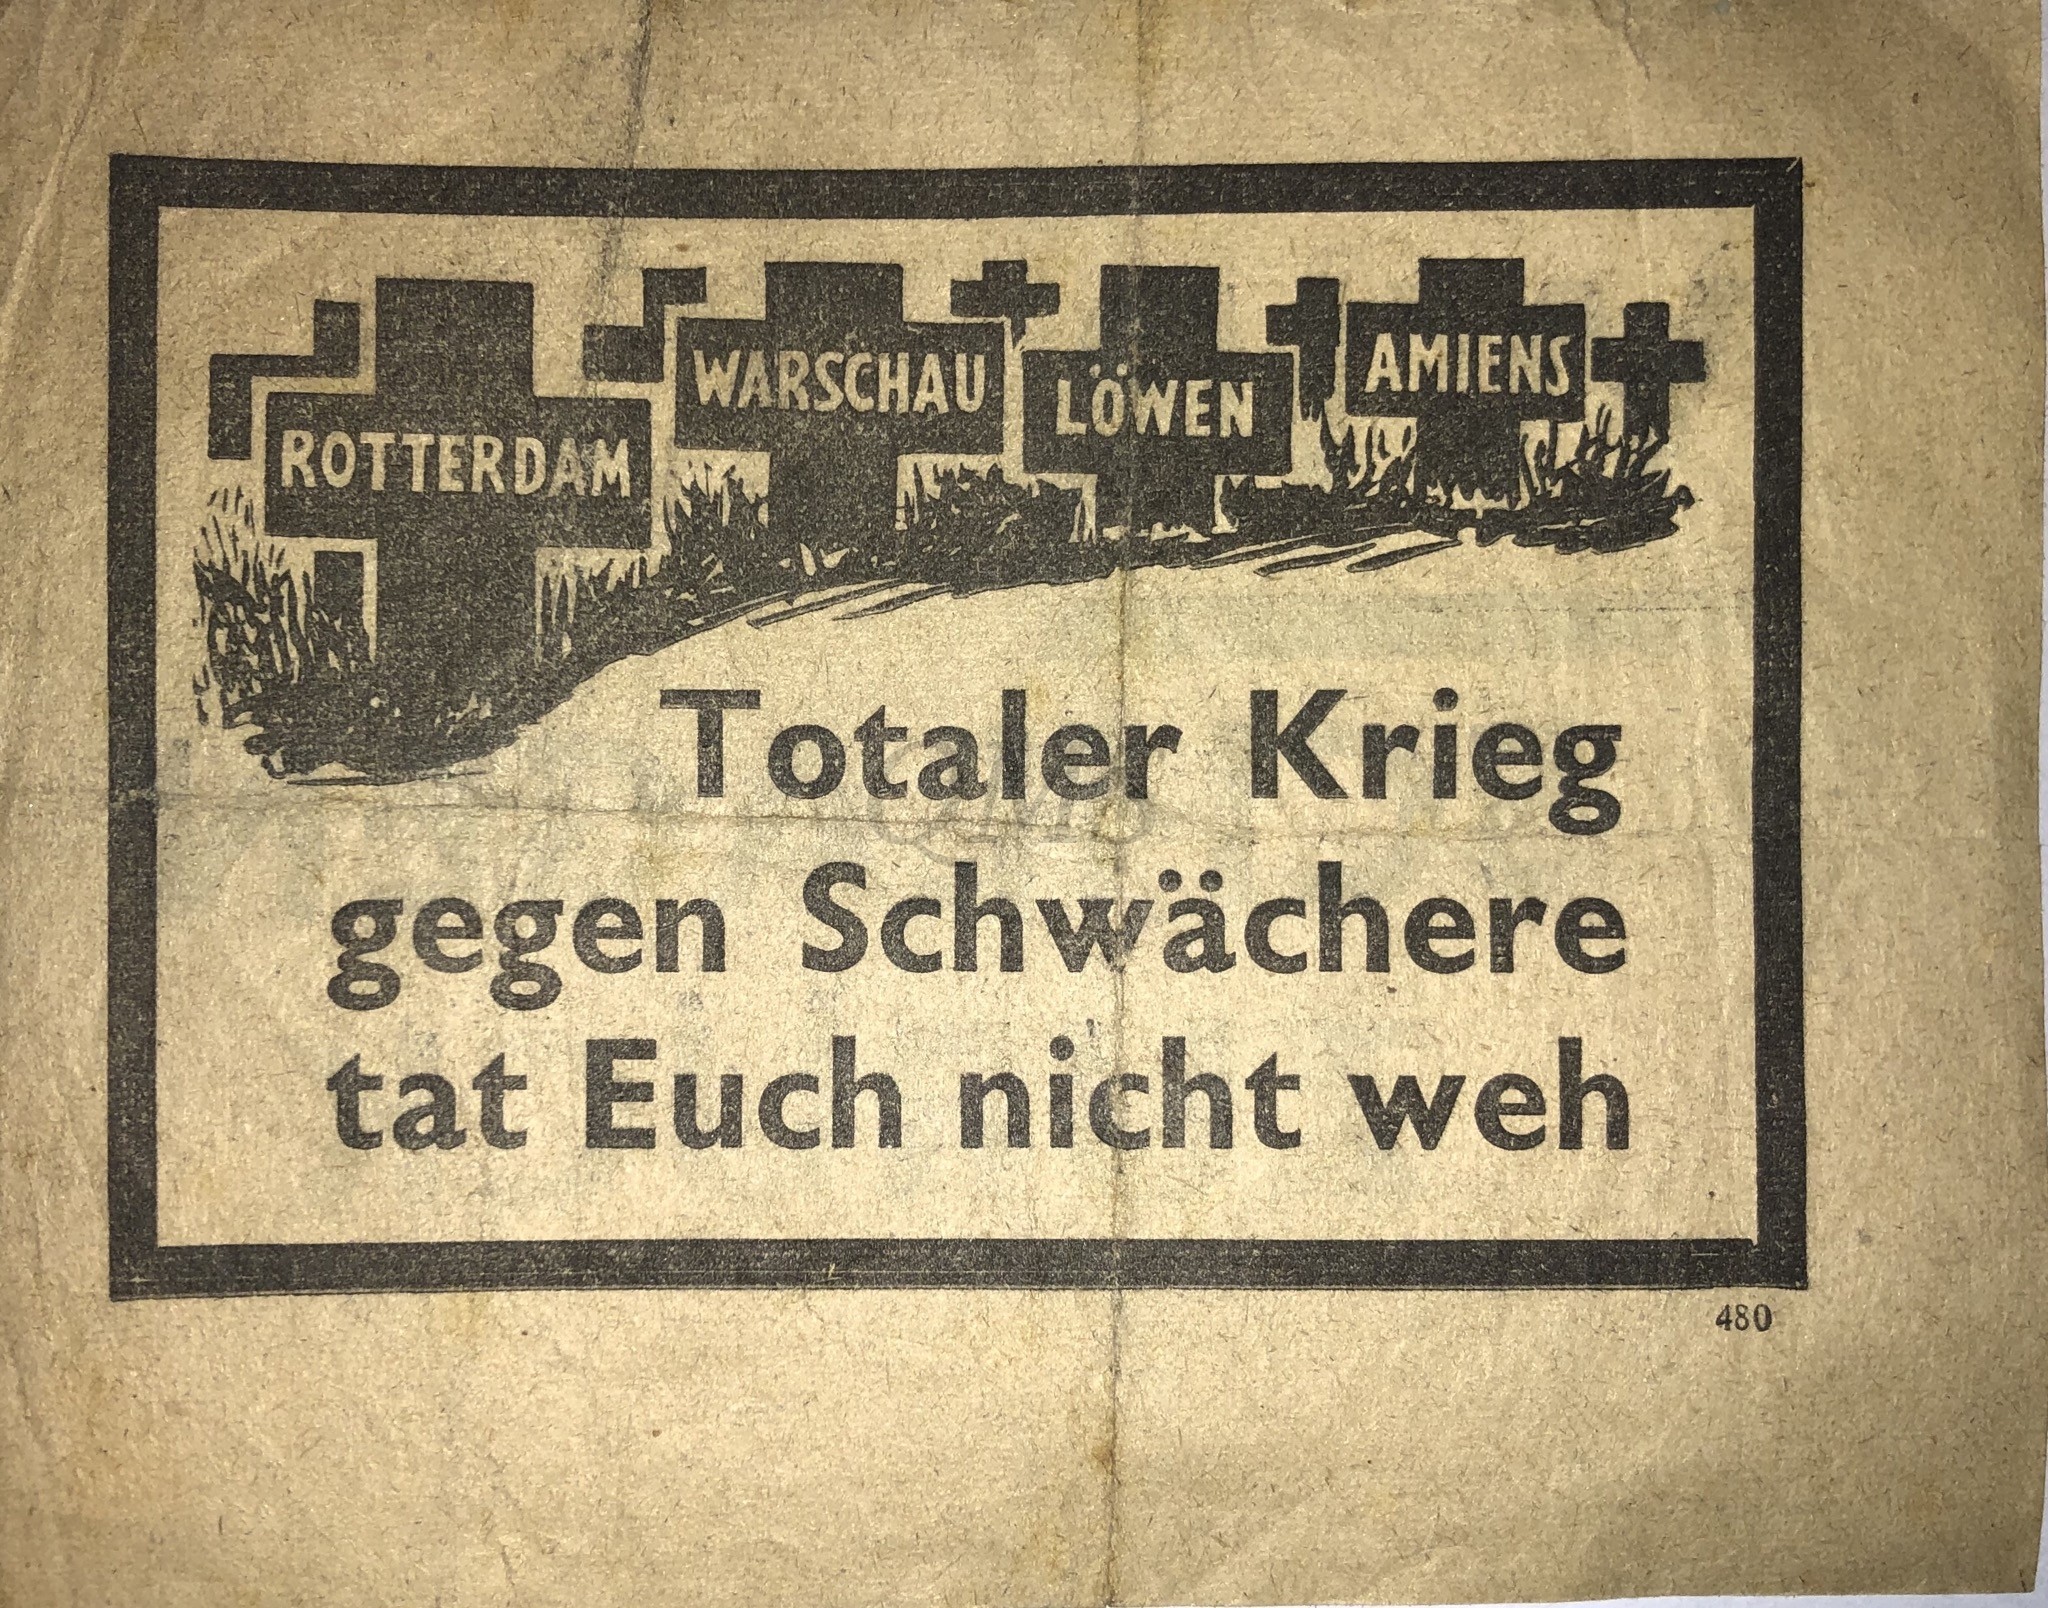 ROTTERDAM
WARSCHAU
LÖWEN
AMIENS
Totaler Krieg
gegen Schwächere
tat Euch nicht weh
480